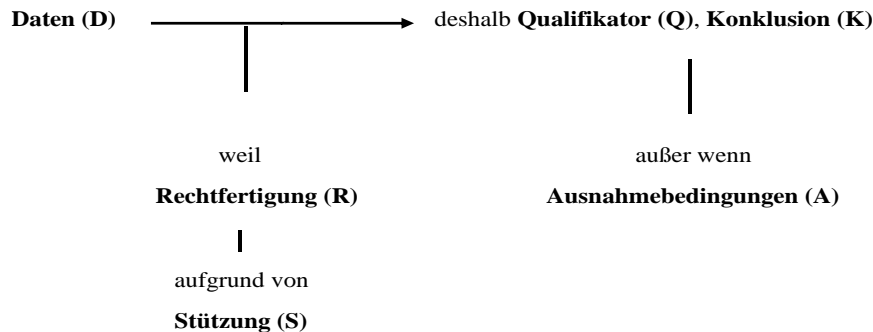 Daten (D) deshalb Qualifikator (Q), Konklusion (K)
weil außer wenn
Rechtfertigung (R) Ausnahmebedingungen (A)
aufgrund von
Stützung (S)